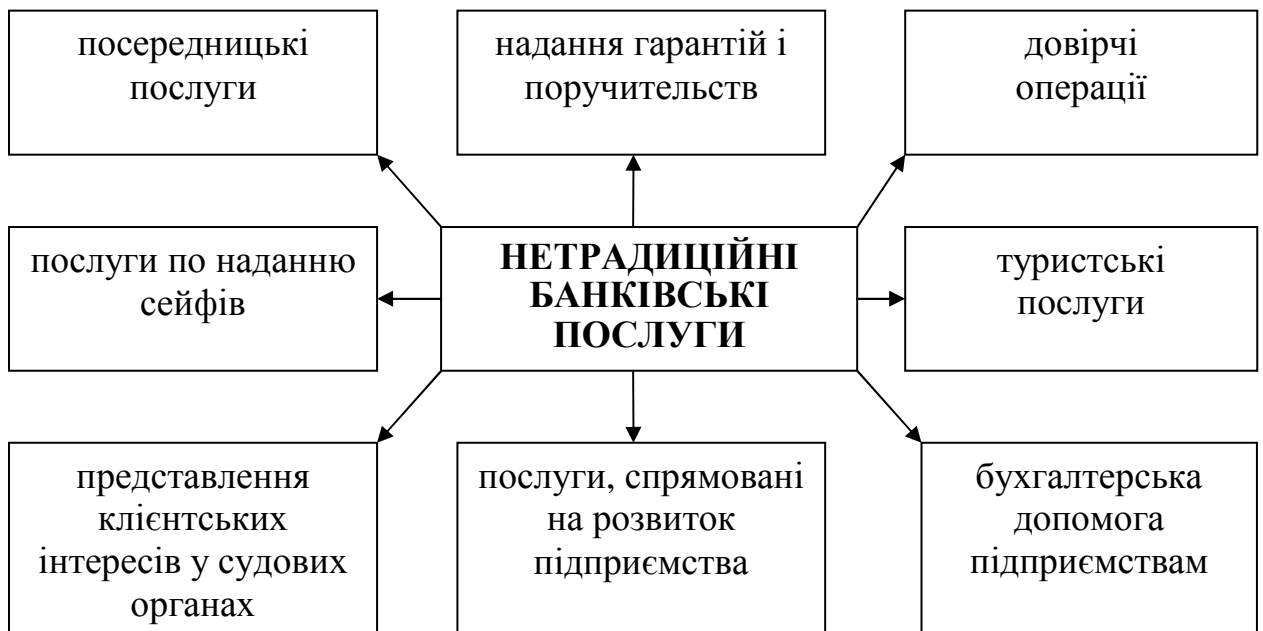 посередницькі
послуги
надання гарантій і
поручительств
довірчі
операції
послуги по наданню
сейфів
НЕТРАДИЦІЙНІ
БАНКІВСЬКІ
ПОСЛУГИ
туристські
послуги
представлення
клієнтських
інтересів у судових
органах
послуги, спрямовані
на розвиток
підприємства
бухгалтерська
допомога
підприємствам